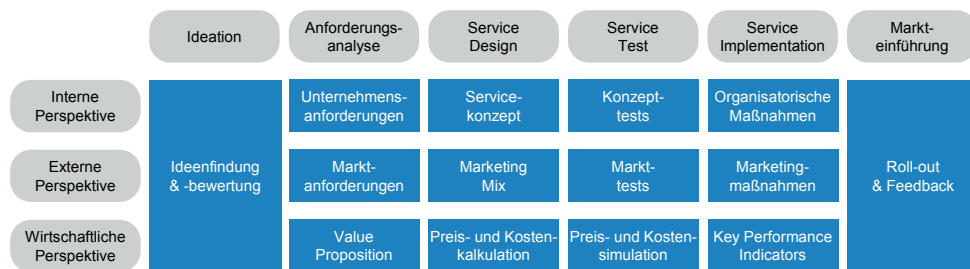 Ideation
Anforderungs-
analyse
Service
Design
Service
Test
Service
Implementation
Markt-
einführung
Interne
Perspektive
Unternehmens-
anforderungen
Service-
konzept
Konzept-
tests
Organisatorische
Maßnahmen
Externe
Perspektive
Ideenfindung
& -bewertung
Markt-
anforderungen
Marketing
Mix
Markt-
tests
Marketing-
maßnahmen
Roll-out
& Feedback
Wirtschaftliche
Perspektive
Value
Proposition
Preis- und Kosten-
kalkulation
Preis- und Kosten-
simulation
Key Performance
Indicators